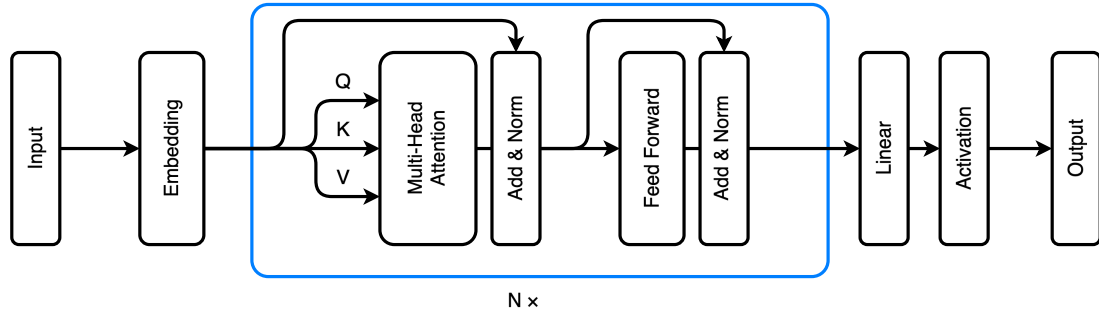 Input
Embedding
Q
K
V
Multi-Head
Attention
Add & Norm
Feed Forward
Add & Norm
Linear
Activation
Output
N ×